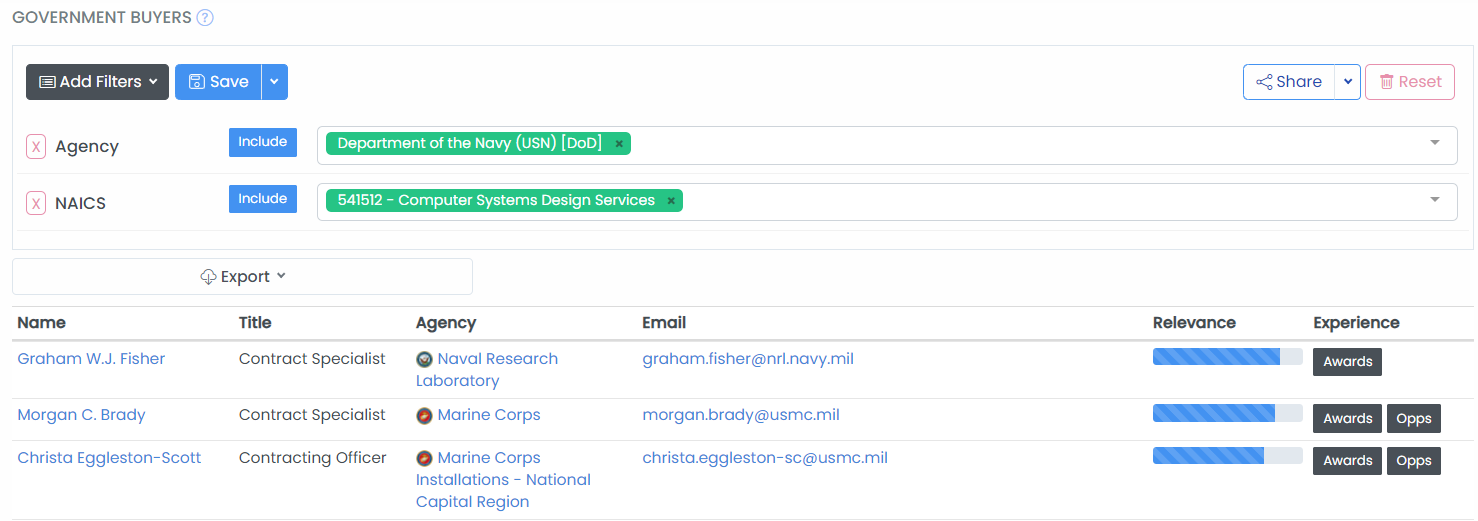 GOVERNMENT BUYERS ?
Add Filters Save Share Reset
X Agency Include Department of the Navy (USN) [DoD] ×
X NAICS Include 541512 - Computer Systems Design Services ×
Export
Name Title Agency Email Relevance Experience
Graham W.J. Fisher Contract Specialist Naval Research graham.fisher@nrl.navy.mil Awards
Laboratory
Morgan C. Brady Contract Specialist Marine Corps morgan.brady@usmc.mil Awards Opps
Christa Eggleston-Scott Contracting Officer Marine Corps christa.eggleston-sc@usmc.mil Awards Opps
Installations - National
Capital Region